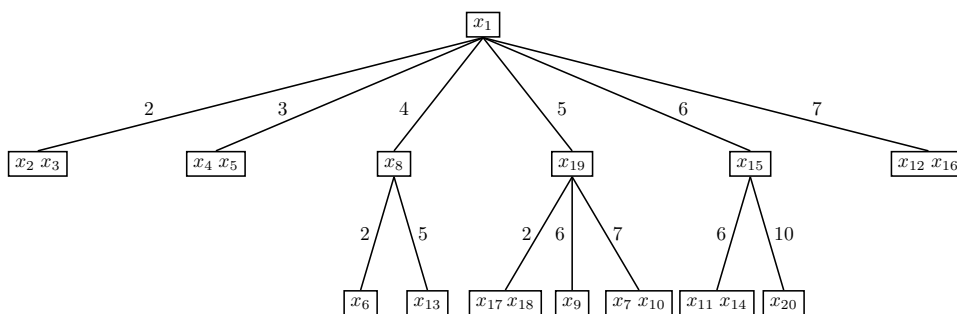 x₁
2 3 4 5 6 7
x₂ x₃ x₄ x₅ x₈ x₁₉ x₁₅ x₁₂ x₁₆
2 5 2 6 7 6 10
x₆ x₁₃ x₁₇ x₁₈ x₉ x₇ x₁₀ x₁₁ x₁₄ x₂₀